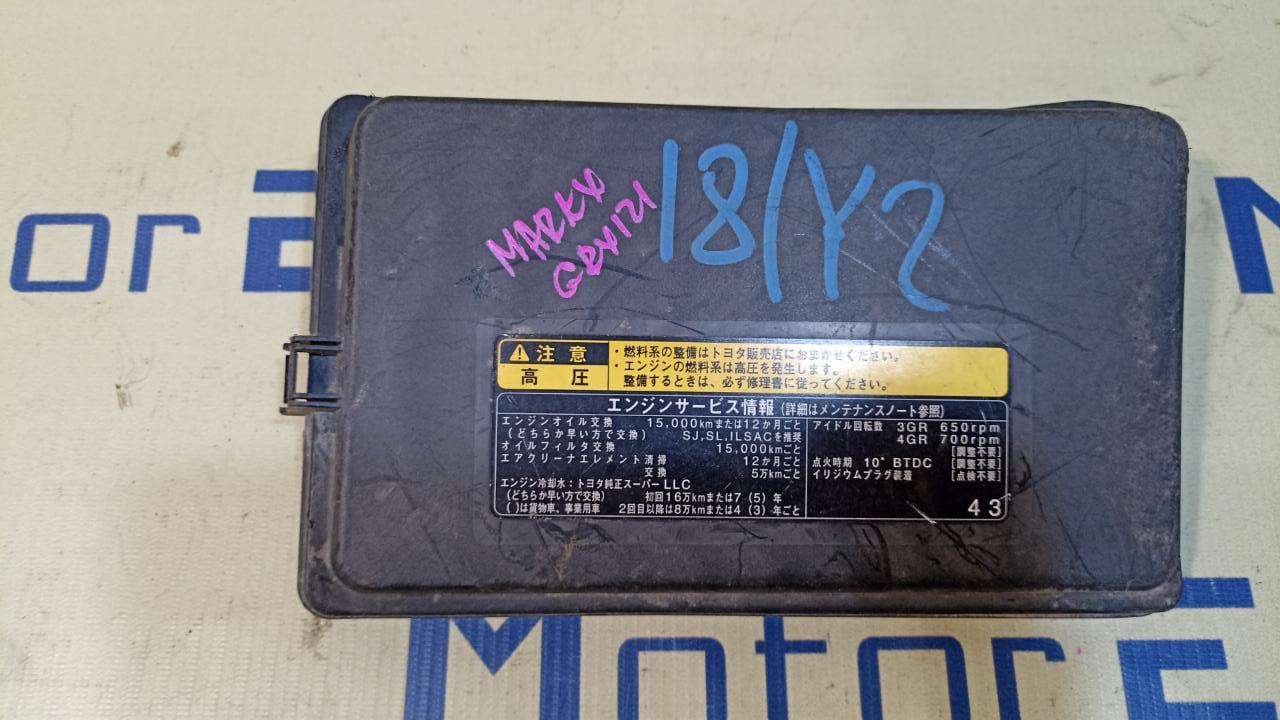 18/Y2
MARKX
GRX121
or E
N
注意
高圧
・燃料系の整備はトヨタ販売店におまかせください。
・エンジンの燃料系は高圧を発生します。
整備するときは、必ず修理書に従ってください。
エンジンサービス情報 (詳細はメンテナンスノート参照)
エンジンオイル交換 15,000kmまたは12か月ごと
(どちらか早い方で交換) SJ,SL,ILSACを推奨
オイルフィルタ交換 15,000kmごと
エアクリーナエレメント清掃 12か月ごと
交換 5万kmごと
エンジン冷却水:トヨタ純正スーパーLLC
(どちらか早い方で交換) 初回16万kmまたは7(5)年
( )は貨物車、事業用車 2回目以降は8万kmまたは4(3)年ごと
アイドル回転数 3GR 650rpm
4GR 700rpm
[調整不要]
点火時期 10° BTDC [調整不要]
イリジウムプラグ装着 [点検不要]
43
Motor E